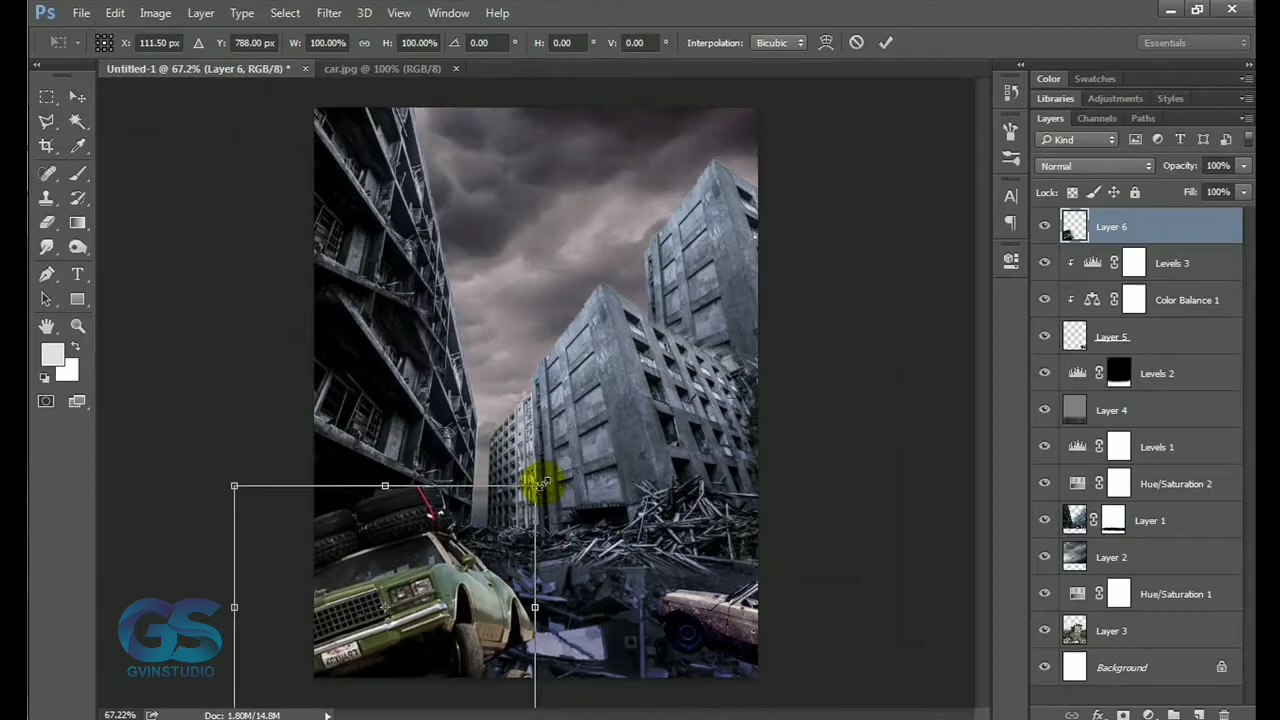 Ps File Edit Image Layer Type Select Filter 3D View Window Help
X: 111.50 px Y: 788.00 px W: 100.00% H: 100.00% 0.00 ° H: 0.00 ° V: 0.00 ° Interpolation: Bicubic Essentials
Untitled-1 @ 67.2% (Layer 6, RGB/8) * × car.jpg @ 100% (RGB/8) ×
Color Swatches
Libraries Adjustments Styles
Layers Channels Paths
Kind
Normal Opacity: 100%
Lock: Fill: 100%
Layer 6
Levels 3
Color Balance 1
Layer 5
Levels 2
Layer 4
Levels 1
Hue/Saturation 2
Layer 1
Layer 2
Hue/Saturation 1
Layer 3
Background
GS
GVINSTUDIO
67.22% Doc: 1.80M/14.8M